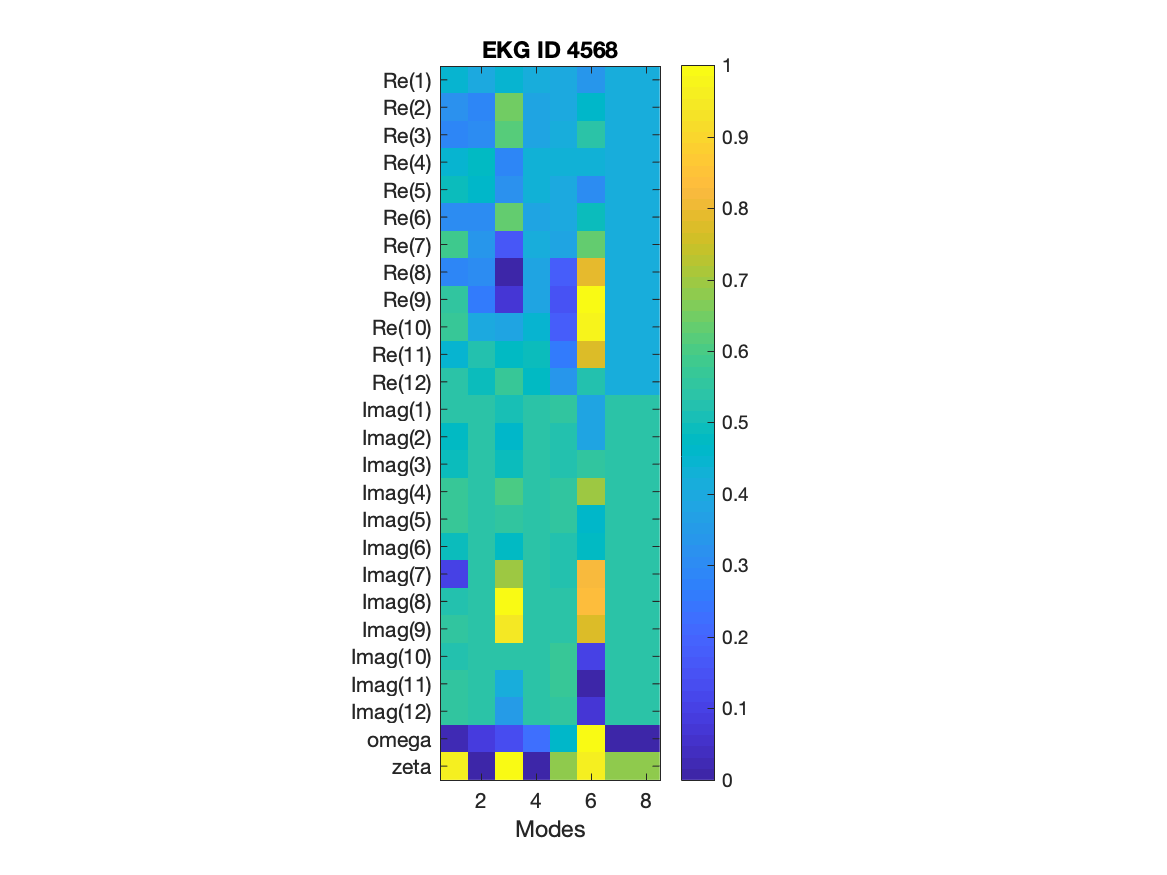 EKG ID 4568
Re(1)
Re(2)
Re(3)
Re(4)
Re(5)
Re(6)
Re(7)
Re(8)
Re(9)
Re(10)
Re(11)
Re(12)
Imag(1)
Imag(2)
Imag(3)
Imag(4)
Imag(5)
Imag(6)
Imag(7)
Imag(8)
Imag(9)
Imag(10)
Imag(11)
Imag(12)
omega
zeta
2 4 6 8
Modes
1
0.9
0.8
0.7
0.6
0.5
0.4
0.3
0.2
0.1
0